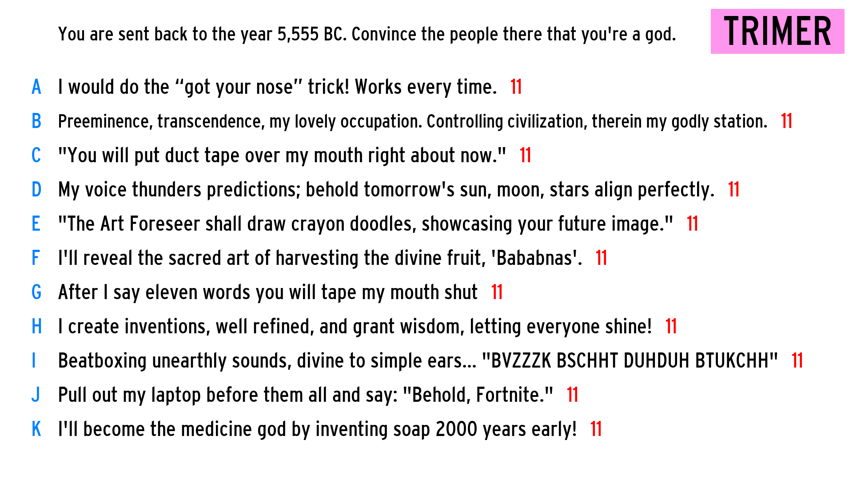 You are sent back to the year 5,555 BC. Convince the people there that you're a god.
TRIMER
A I would do the “got your nose” trick! Works every time. 11
B Preeminence, transcendence, my lovely occupation. Controlling civilization, therein my godly station. 11
C "You will put duct tape over my mouth right about now." 11
D My voice thunders predictions; behold tomorrow's sun, moon, stars align perfectly. 11
E "The Art Foreseer shall draw crayon doodles, showcasing your future image." 11
F I'll reveal the sacred art of harvesting the divine fruit, 'Bababnas'. 11
G After I say eleven words you will tape my mouth shut 11
H I create inventions, well refined, and grant wisdom, letting everyone shine! 11
I Beatboxing unearthly sounds, divine to simple ears... "BVZZZK BSCHHT DUHDUH BTUKCHH" 11
J Pull out my laptop before them all and say: "Behold, Fortnite." 11
K I'll become the medicine god by inventing soap 2000 years early! 11